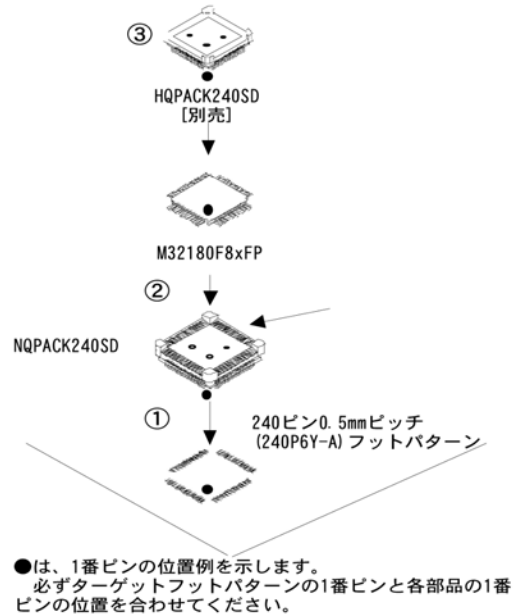 ③
HQPACK240SD
[別売]
M32180F8xFP
②
NQPACK240SD
①
240ピン0.5mmピッチ
(240P6Y-A)フットパターン
●は、1番ピンの位置例を示します。
必ずターゲットフットパターンの1番ピンと各部品の1番
ピンの位置を合わせてください。